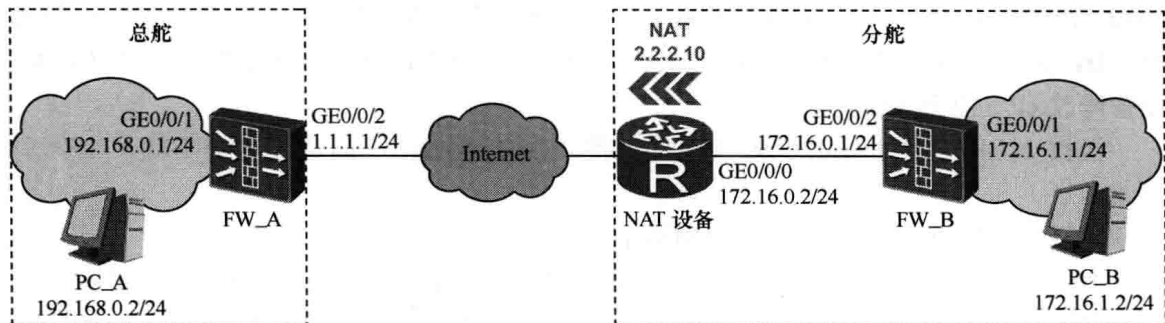 总舵
GE0/0/1
192.168.0.1/24
GE0/0/2
1.1.1.1/24
FW_A
PC_A
192.168.0.2/24
Internet
分舵
NAT
2.2.2.10
R
GE0/0/0
172.16.0.2/24
NAT 设备
GE0/0/2
172.16.0.1/24
FW_B
GE0/0/1
172.16.1.1/24
PC_B
172.16.1.2/24